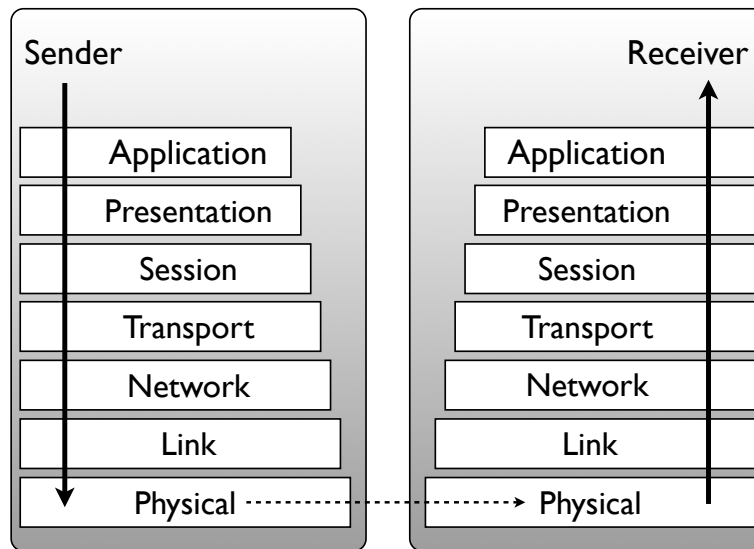 Sender
Application
Presentation
Session
Transport
Network
Link
Physical
Receiver
Application
Presentation
Session
Transport
Network
Link
Physical